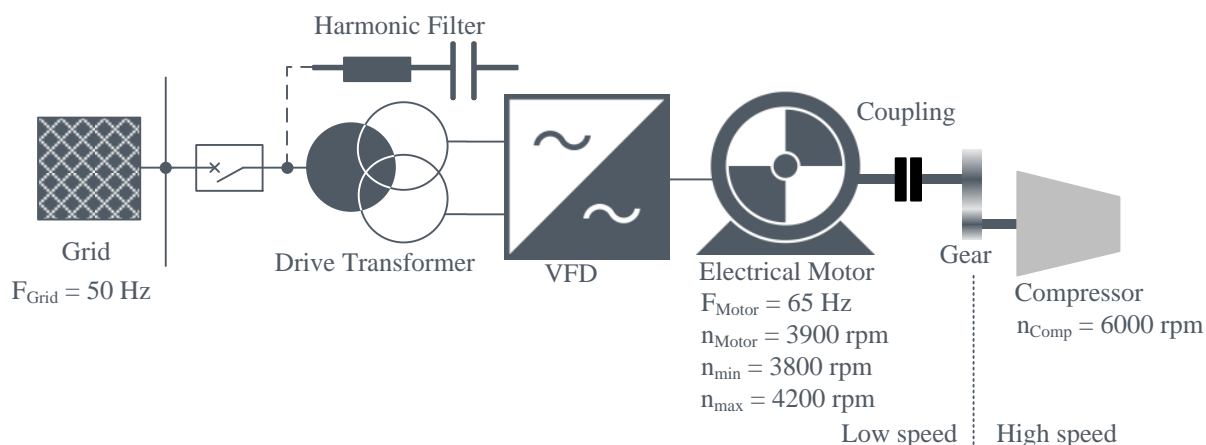 Harmonic Filter
Coupling
Grid
F_Grid = 50 Hz
Drive Transformer
VFD
Electrical Motor
F_Motor = 65 Hz
n_Motor = 3900 rpm
n_min = 3800 rpm
n_max = 4200 rpm
Gear
Compressor
n_Comp = 6000 rpm
Low speed
High speed